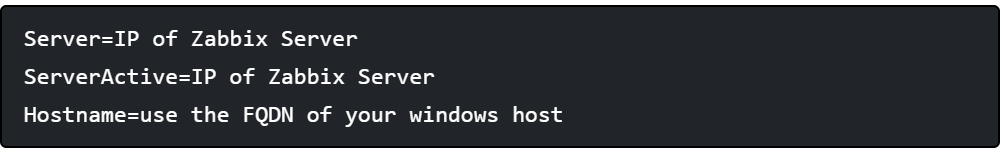 Server=IP of Zabbix Server
ServerActive=IP of Zabbix Server
Hostname=use the FQDN of your windows host